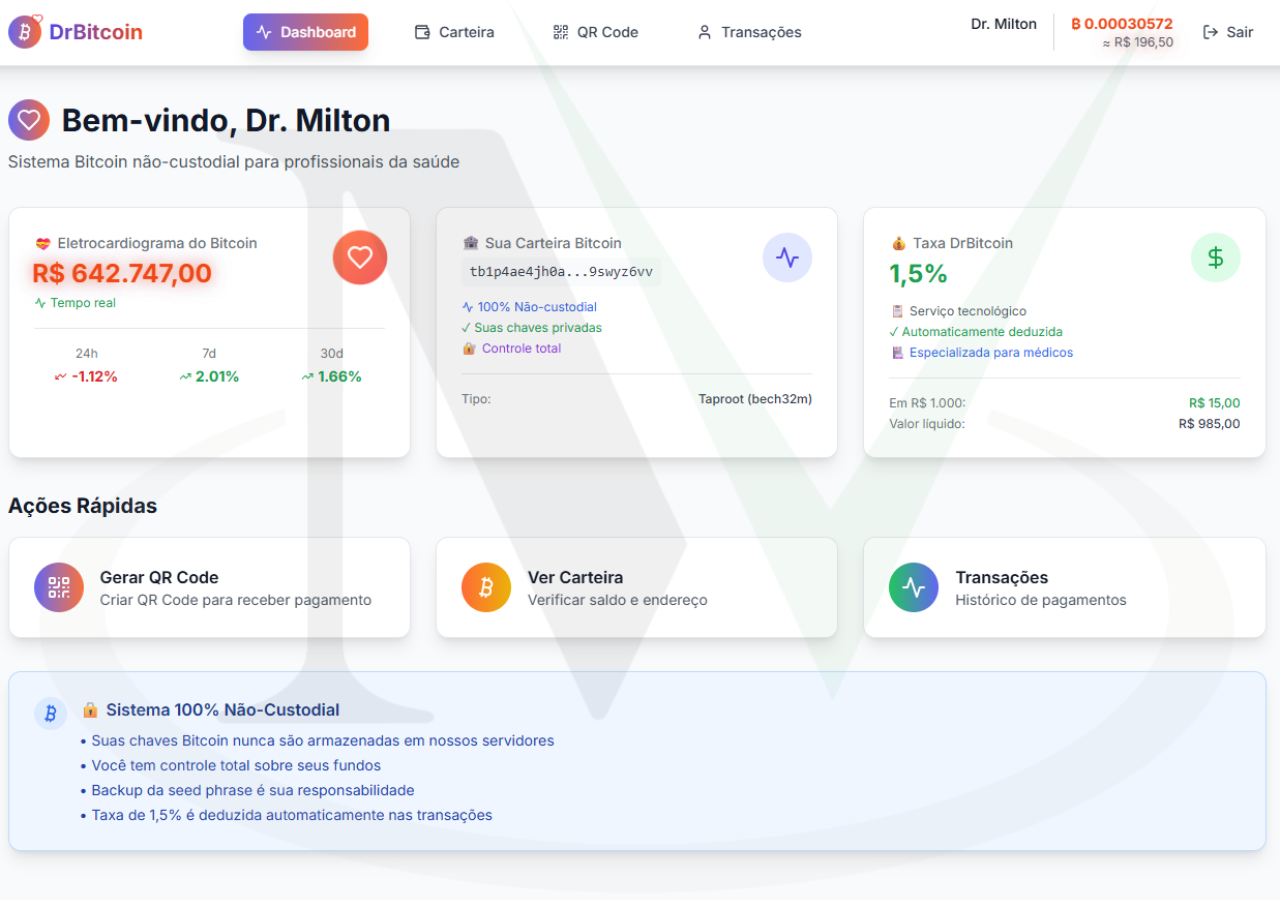 DrBitcoin
Dashboard
Carteira
QR Code
Transações
Dr. Milton
₿ 0.00030572
≈ R$ 196,50
Sair
Bem-vindo, Dr. Milton
Sistema Bitcoin não-custodial para profissionais da saúde
Eletrocardiograma do Bitcoin
R$ 642.747,00
Tempo real
24h
7d
30d
-1.12%
2.01%
1.66%
Sua Carteira Bitcoin
tb1p4ae4jh0a...9swyz6vv
100% Não-custodial
✓ Suas chaves privadas
Controle total
Tipo:
Taproot (bech32m)
Taxa DrBitcoin
1,5%
Serviço tecnológico
✓ Automaticamente deduzida
Especializada para médicos
Em R$ 1.000:
R$ 15,00
Valor líquido:
R$ 985,00
Ações Rápidas
Gerar QR Code
Criar QR Code para receber pagamento
Ver Carteira
Verificar saldo e endereço
Transações
Histórico de pagamentos
Sistema 100% Não-Custodial
• Suas chaves Bitcoin nunca são armazenadas em nossos servidores
• Você tem controle total sobre seus fundos
• Backup da seed phrase é sua responsabilidade
• Taxa de 1,5% é deduzida automaticamente nas transações